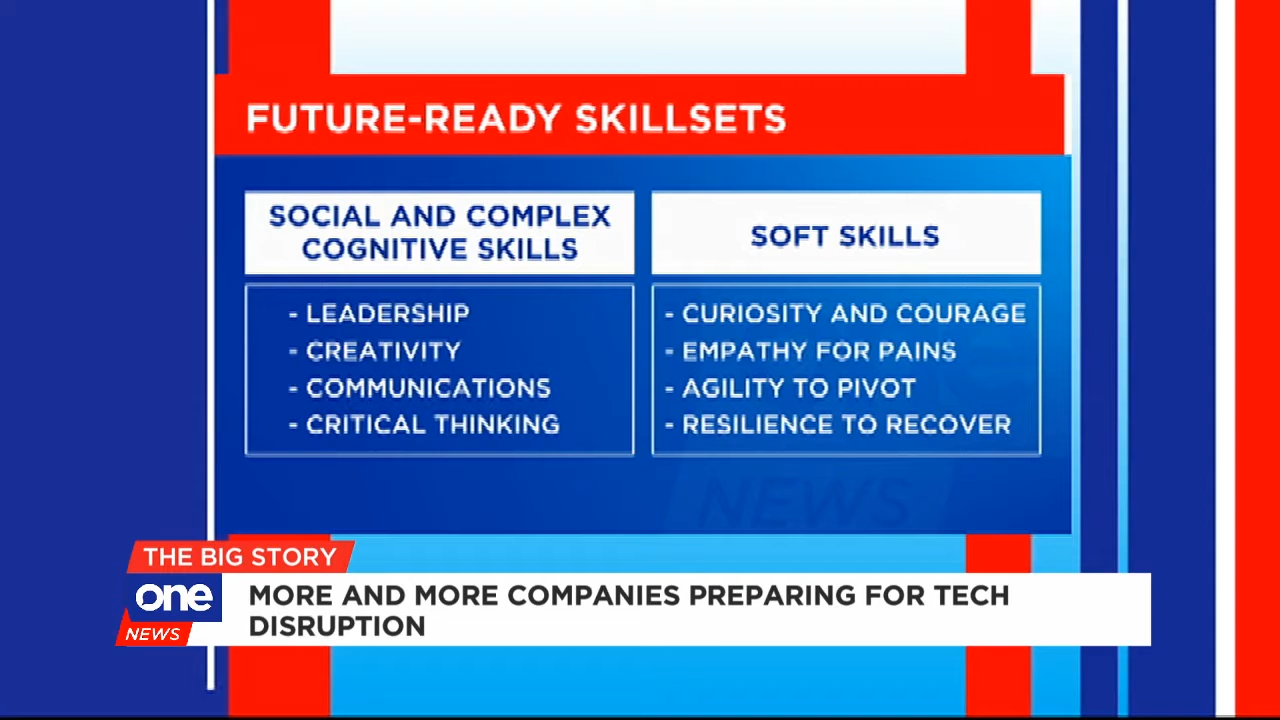 FUTURE-READY SKILLSETS
SOCIAL AND COMPLEX
COGNITIVE SKILLS
- LEADERSHIP
- CREATIVITY
- COMMUNICATIONS
- CRITICAL THINKING
SOFT SKILLS
- CURIOSITY AND COURAGE
- EMPATHY FOR PAINS
- AGILITY TO PIVOT
- RESILIENCE TO RECOVER
NEWS
THE BIG STORY
one
NEWS
MORE AND MORE COMPANIES PREPARING FOR TECH
DISRUPTION